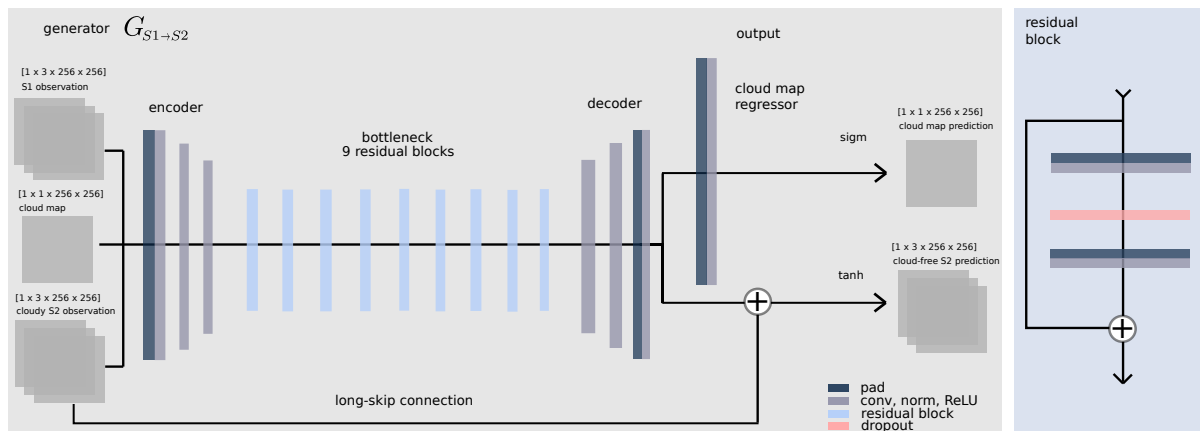 generator G_{S1→S2}
[1 x 3 x 256 x 256]
S1 observation
[1 x 1 x 256 x 256]
cloud map
[1 x 3 x 256 x 256]
cloudy S2 observation
encoder
bottleneck
9 residual blocks
decoder
output
cloud map
regressor
sigm
[1 x 1 x 256 x 256]
cloud map prediction
tanh
[1 x 3 x 256 x 256]
cloud-free S2 prediction
long-skip connection
pad
conv, norm, ReLU
residual block
dropout
residual
block